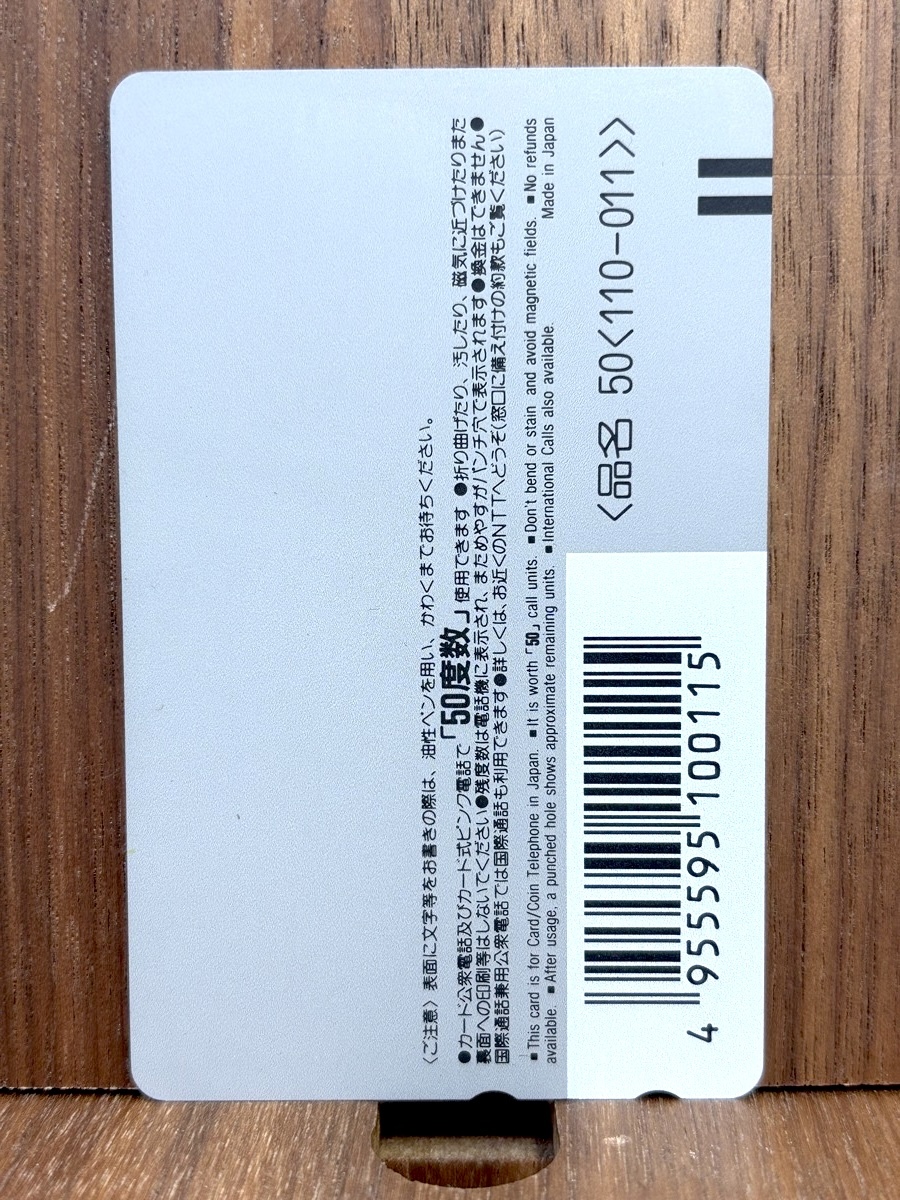 〈ご注意〉表面に文字等をお書きの際は、油性ペンを用い、かわくまでお待ちください。
●カード公衆電話及びカード式ピンク電話で「50度数」使用できます ●折り曲げたり、汚したり、磁気に近づけたりまた
裏面への印刷等はしないでください●残度数は電話機に表示され、まためやすがパンチ穴で表示されます●換金はできません●
国際通話兼用公衆電話では国際通話も利用できます●詳しくは、お近くのNTTへどうぞ(窓口に備え付けの約款もご覧ください)
■This card is for Card/Coin Telephone in Japan. ■It is worth「50」call units. ■Don't bend or stain and avoid magnetic fields. ■No refunds
available. ■After usage, a punched hole shows approximate remaining units. ■International Calls also available. Made in Japan
<品名 50<110-011>>
4 955595 100115